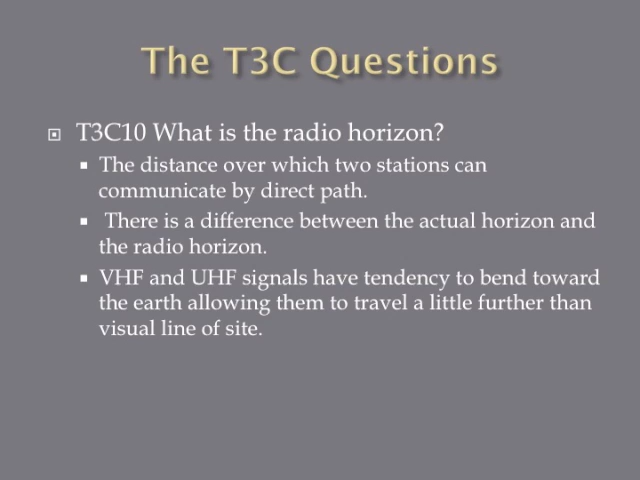 The T3C Questions
T3C10 What is the radio horizon?
The distance over which two stations can
communicate by direct path.
There is a difference between the actual horizon and
the radio horizon.
VHF and UHF signals have tendency to bend toward
the earth allowing them to travel a little further than
visual line of site.